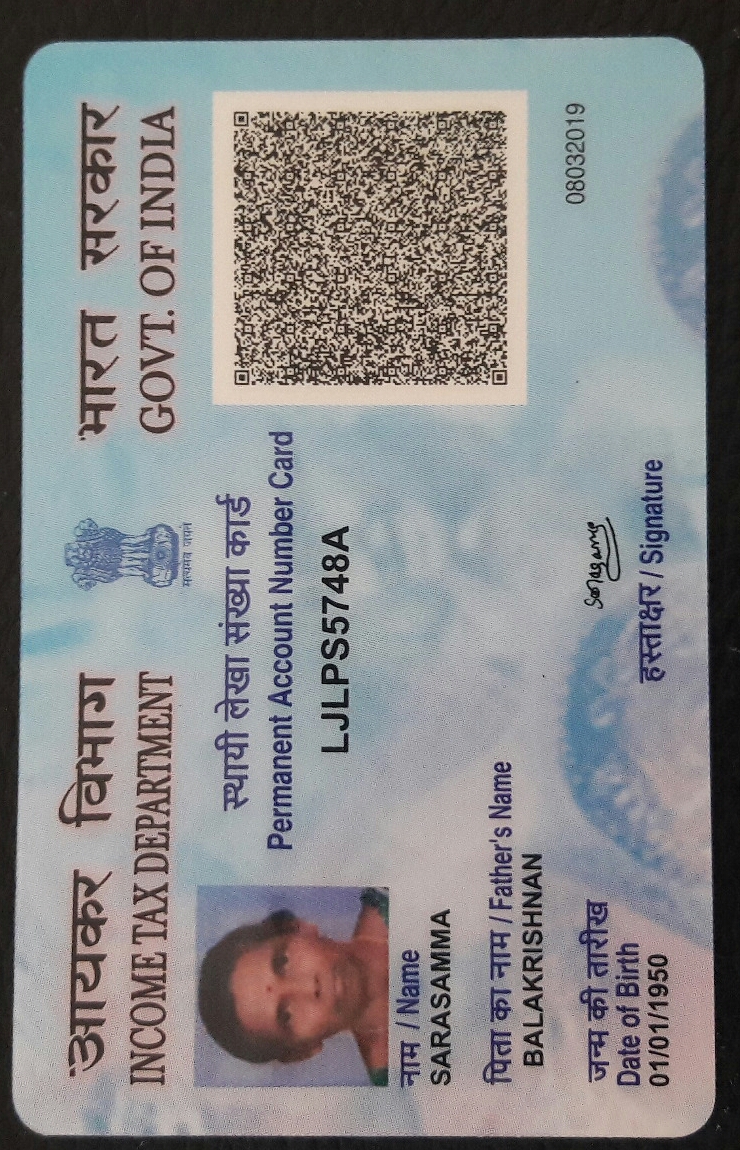 आयकर विभाग
INCOME TAX DEPARTMENT
सत्यमेव जयते
भारत सरकार
GOVT. OF INDIA
स्थायी लेखा संख्या कार्ड
Permanent Account Number Card
LJLPS5748A
नाम / Name
SARASAMMA
पिता का नाम / Father's Name
BALAKRISHNAN
08032019
जन्म की तारीख
Date of Birth
01/01/1950
हस्ताक्षर / Signature